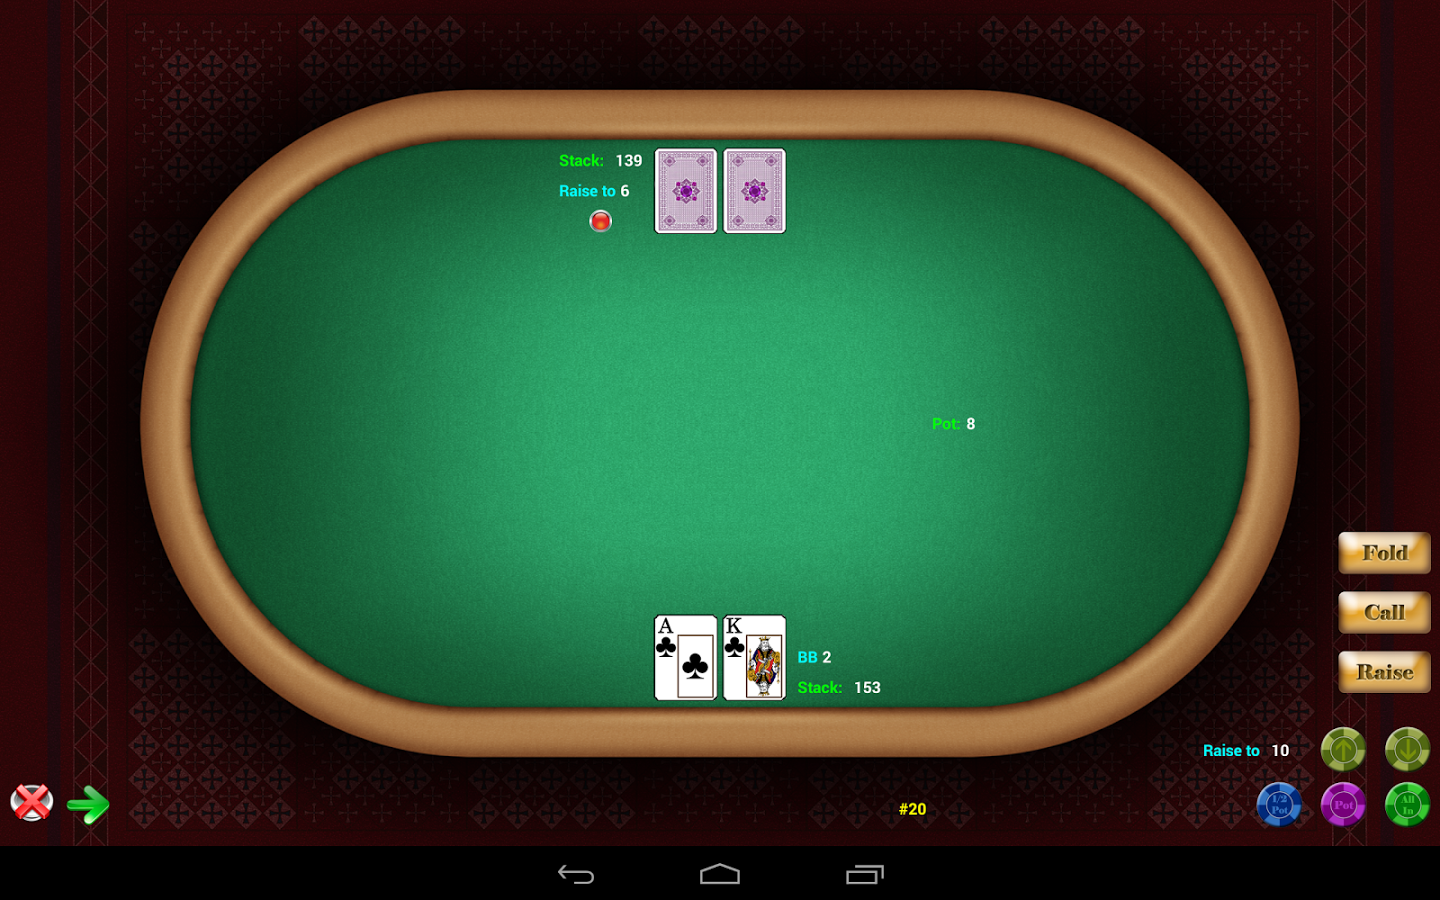 Stack: 139
Raise to 6
Pot: 8
Fold
Call
Raise
A K
BB 2
Stack: 153
Raise to 10
1/2 Pot
Pot
All In
#20